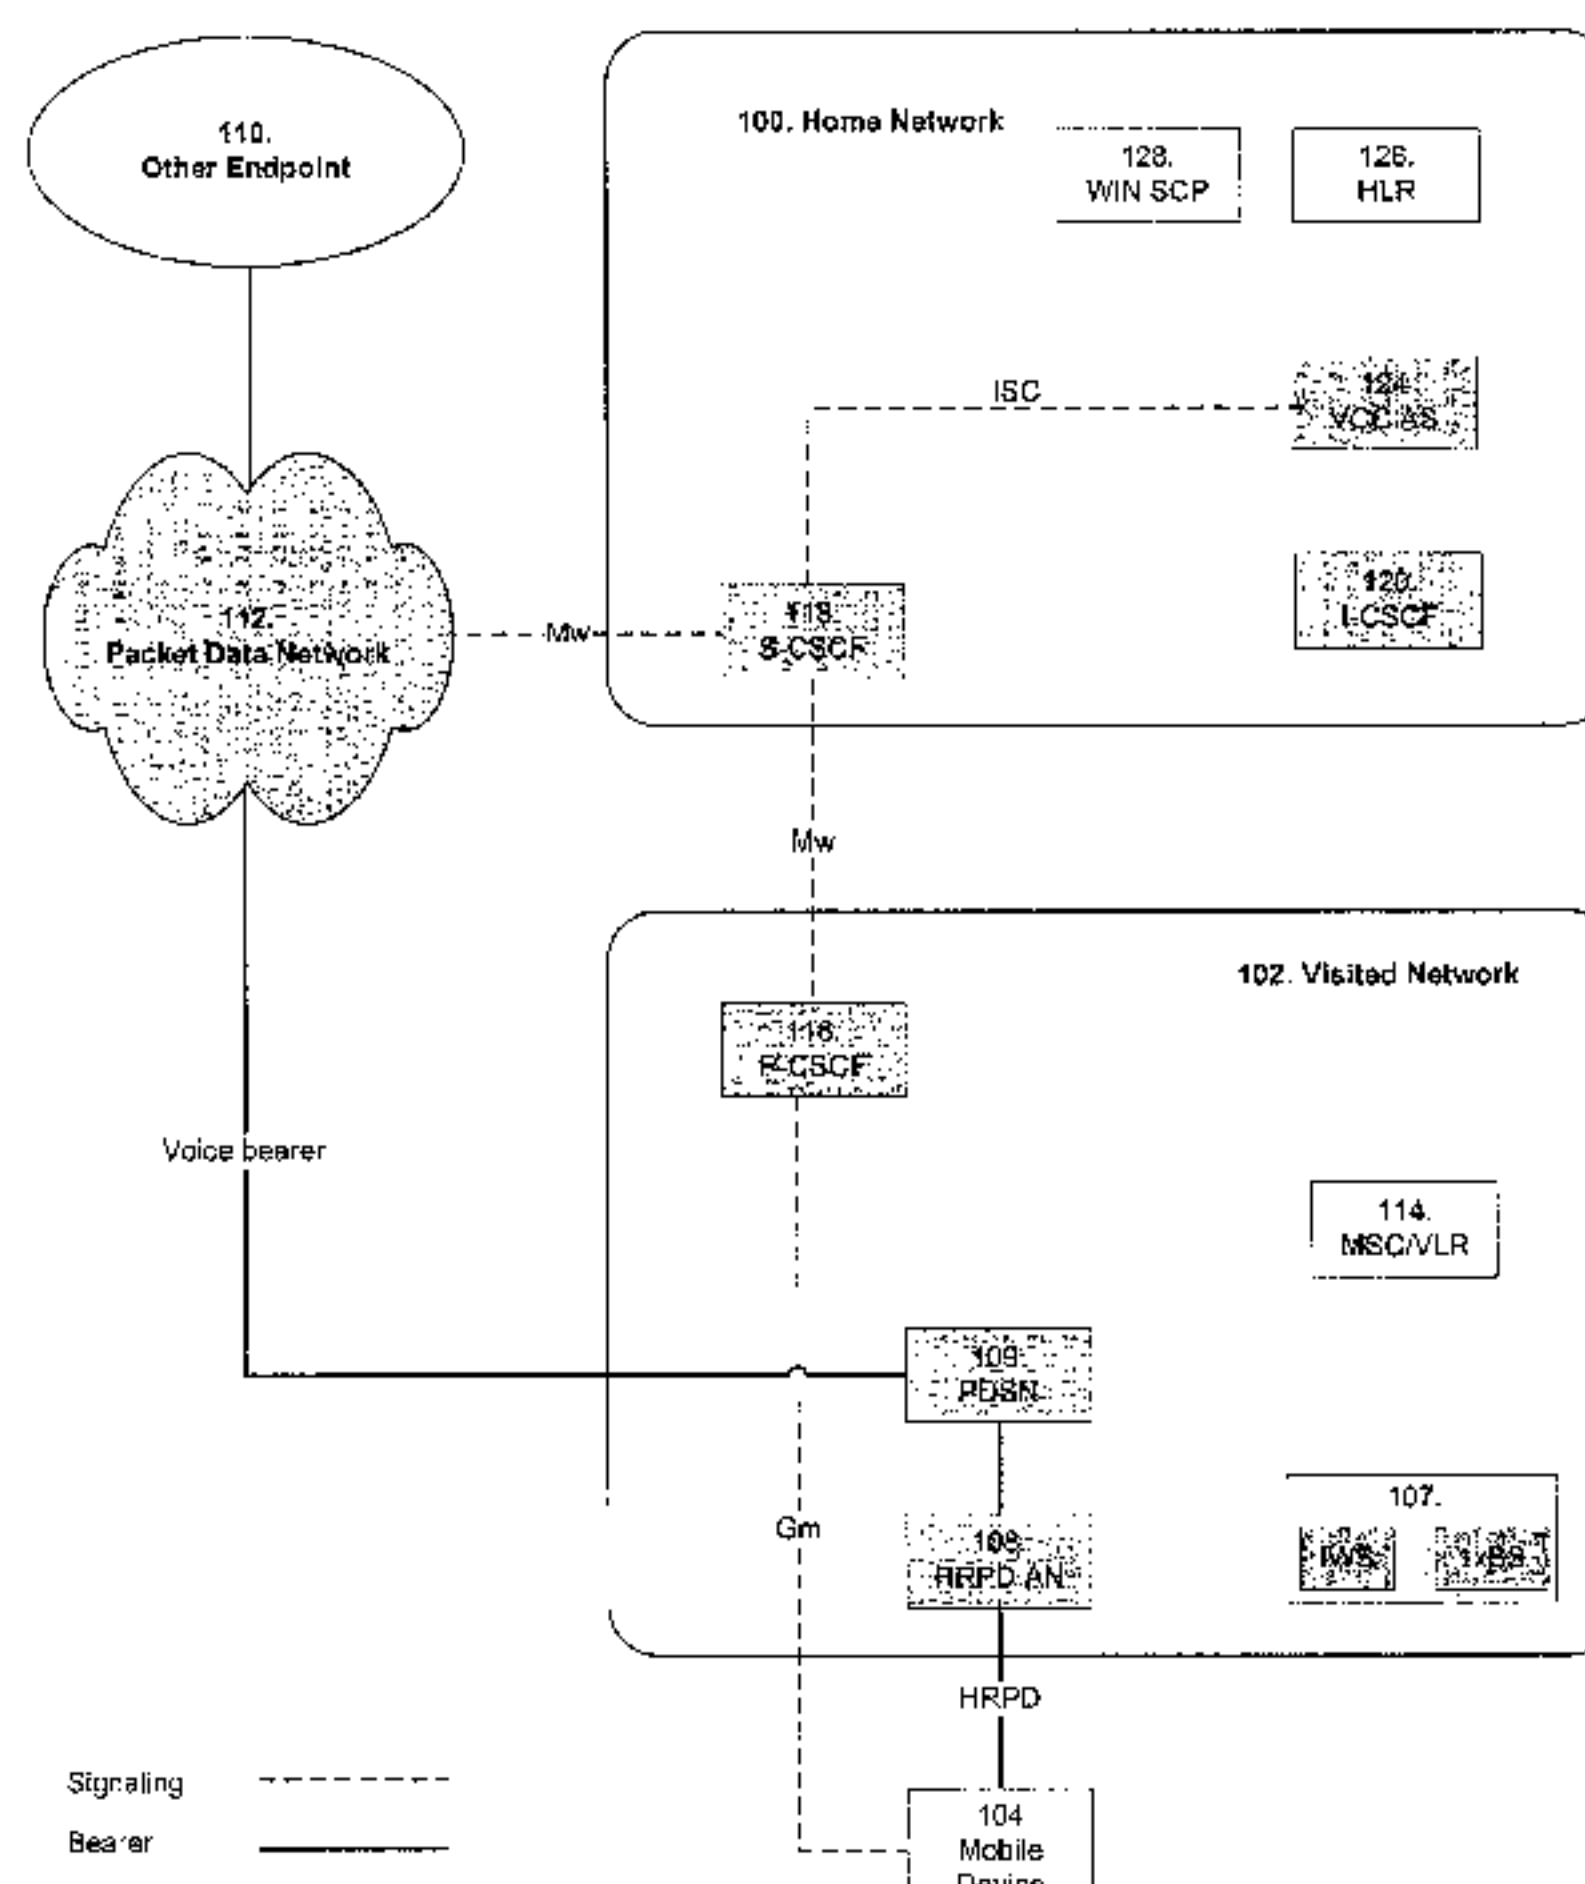 110.
Other Endpoint
100. Home Network
128.
WIN SCP
126.
HLR
ISC
124.
VCC AS
118.
S-CSCF
120.
I-CSCF
112.
Packet Data Network
Mw
Mw
102. Visited Network
116.
P-CSCF
Voice bearer
114.
MSC/VLR
109.
PDSN
107.
IWS
1xBS
Gm
108.
HRPD AN
HRPD
Signaling
Bearer
104
Mobile
Device